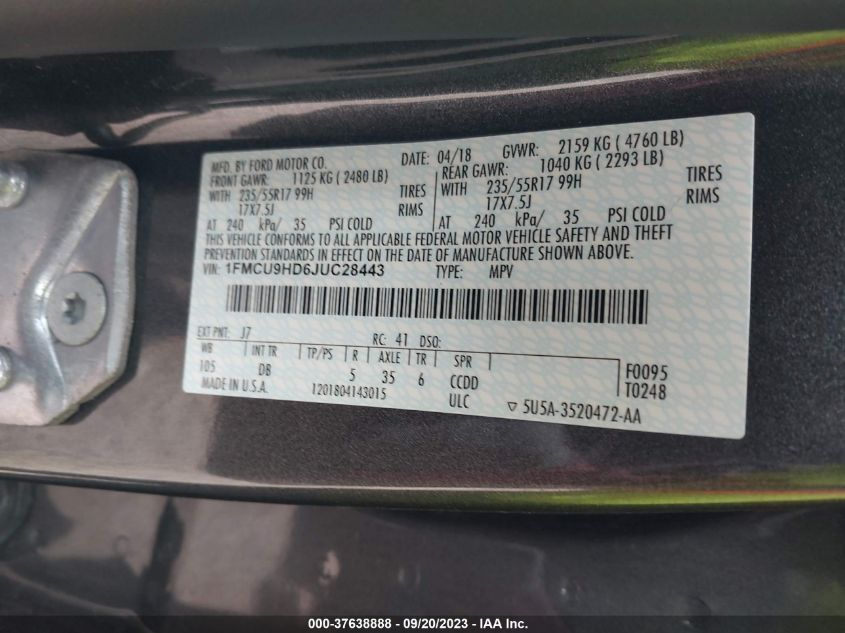 MFD. BY FORD MOTOR CO. DATE: 04/18 GVWR: 2159 KG ( 4760 LB)
FRONT GAWR: 1125 KG ( 2480 LB) REAR GAWR: 1040 KG ( 2293 LB)
WITH 235/55R17 99H TIRES WITH 235/55R17 99H TIRES
17X7.5J RIMS 17X7.5J RIMS
AT 240 kPa/ 35 PSI COLD AT 240 kPa/ 35 PSI COLD
THIS VEHICLE CONFORMS TO ALL APPLICABLE FEDERAL MOTOR VEHICLE SAFETY AND THEFT
PREVENTION STANDARDS IN EFFECT ON THE DATE OF MANUFACTURE SHOWN ABOVE.
VIN: 1FMCU9HD6JUC28443 TYPE: MPV
EXT PNT: J7 RC: 41 DSO:
WB INT TR TP/PS R AXLE TR SPR F0095
105 DB 5 35 6 CCDD T0248
MADE IN U.S.A. 1201804143015 ULC ▽ 5U5A-3520472-AA
000-37638888 - 09/20/2023 - IAA Inc.